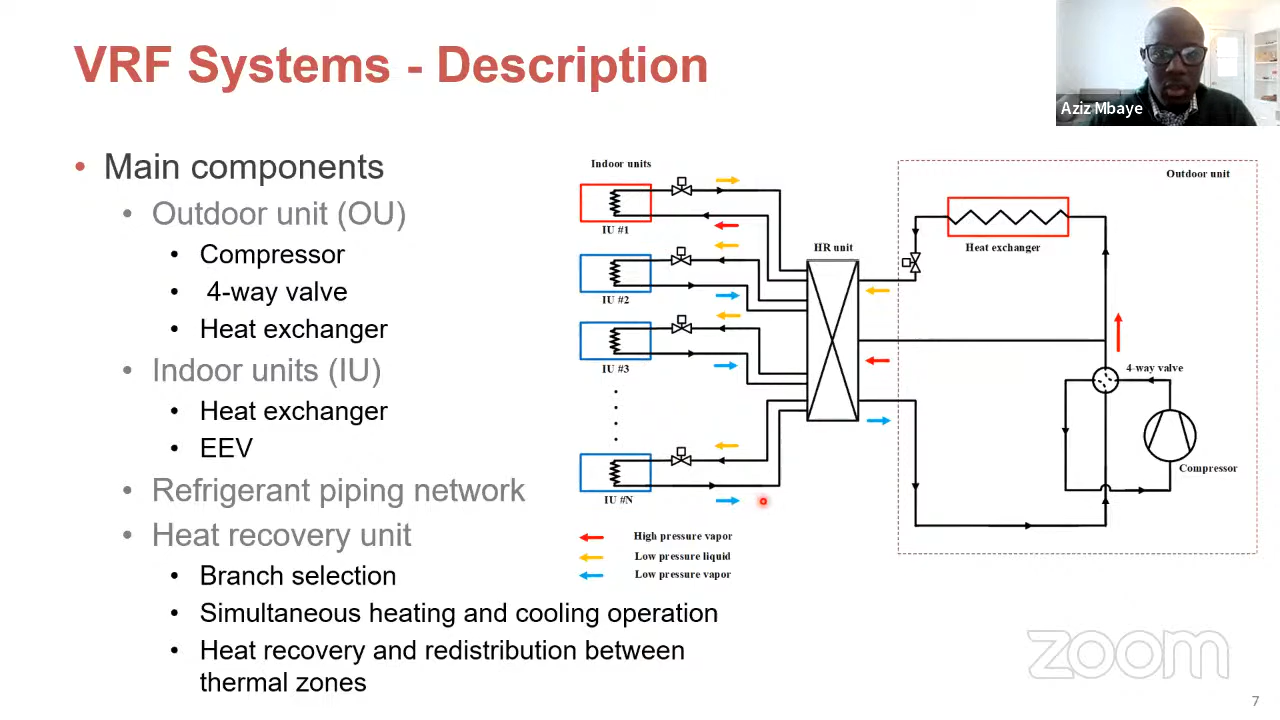 VRF Systems - Description
Aziz Mbaye
• Main components
• Outdoor unit (OU)
• Compressor
• 4-way valve
• Heat exchanger
• Indoor units (IU)
• Heat exchanger
• EEV
• Refrigerant piping network
• Heat recovery unit
• Branch selection
• Simultaneous heating and cooling operation
• Heat recovery and redistribution between
thermal zones
Indoor units
IU #1
IU #2
IU #3
IU #N
HR unit
Outdoor unit
Heat exchanger
4-way valve
Compressor
High pressure vapor
Low pressure liquid
Low pressure vapor
zoom
7